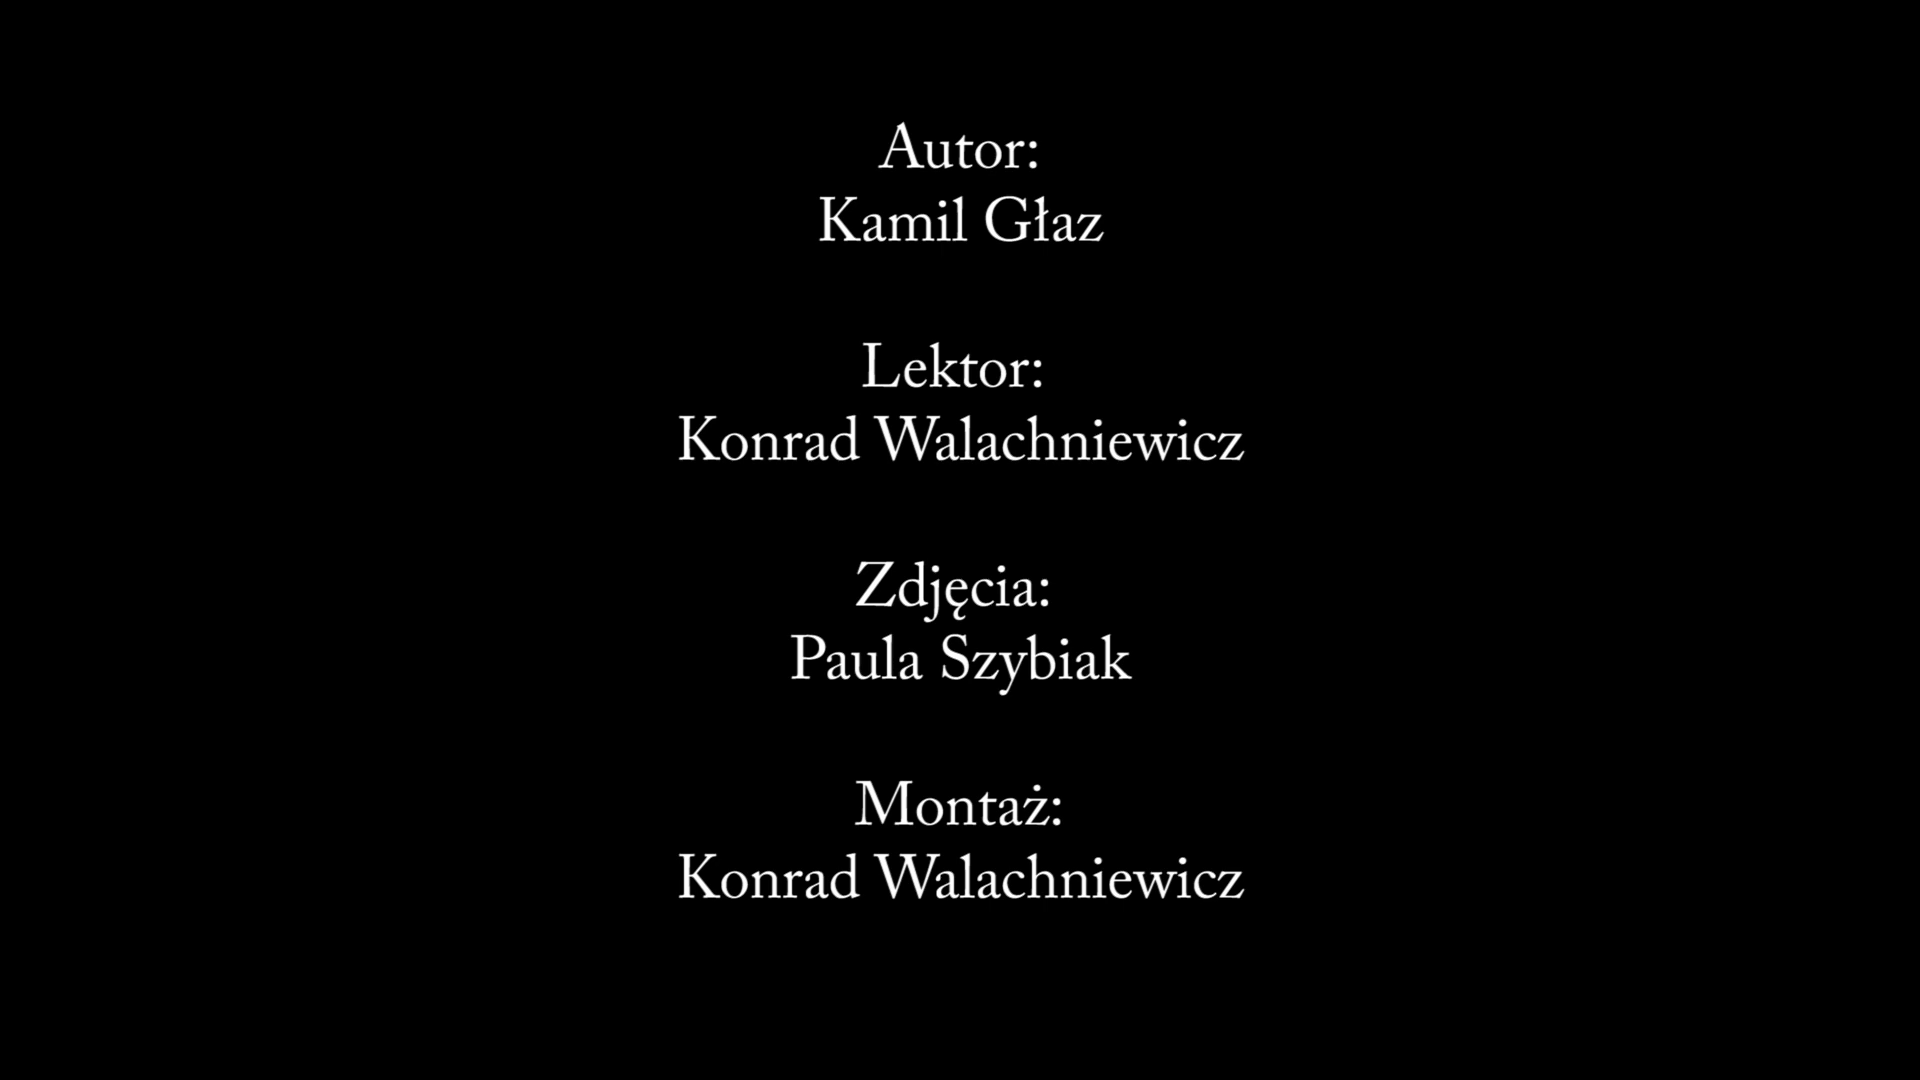 Autor:
Kamil Głaz
Lektor:
Konrad Walachniewicz
Zdjęcia:
Paula Szybiak
Montaż:
Konrad Walachniewicz